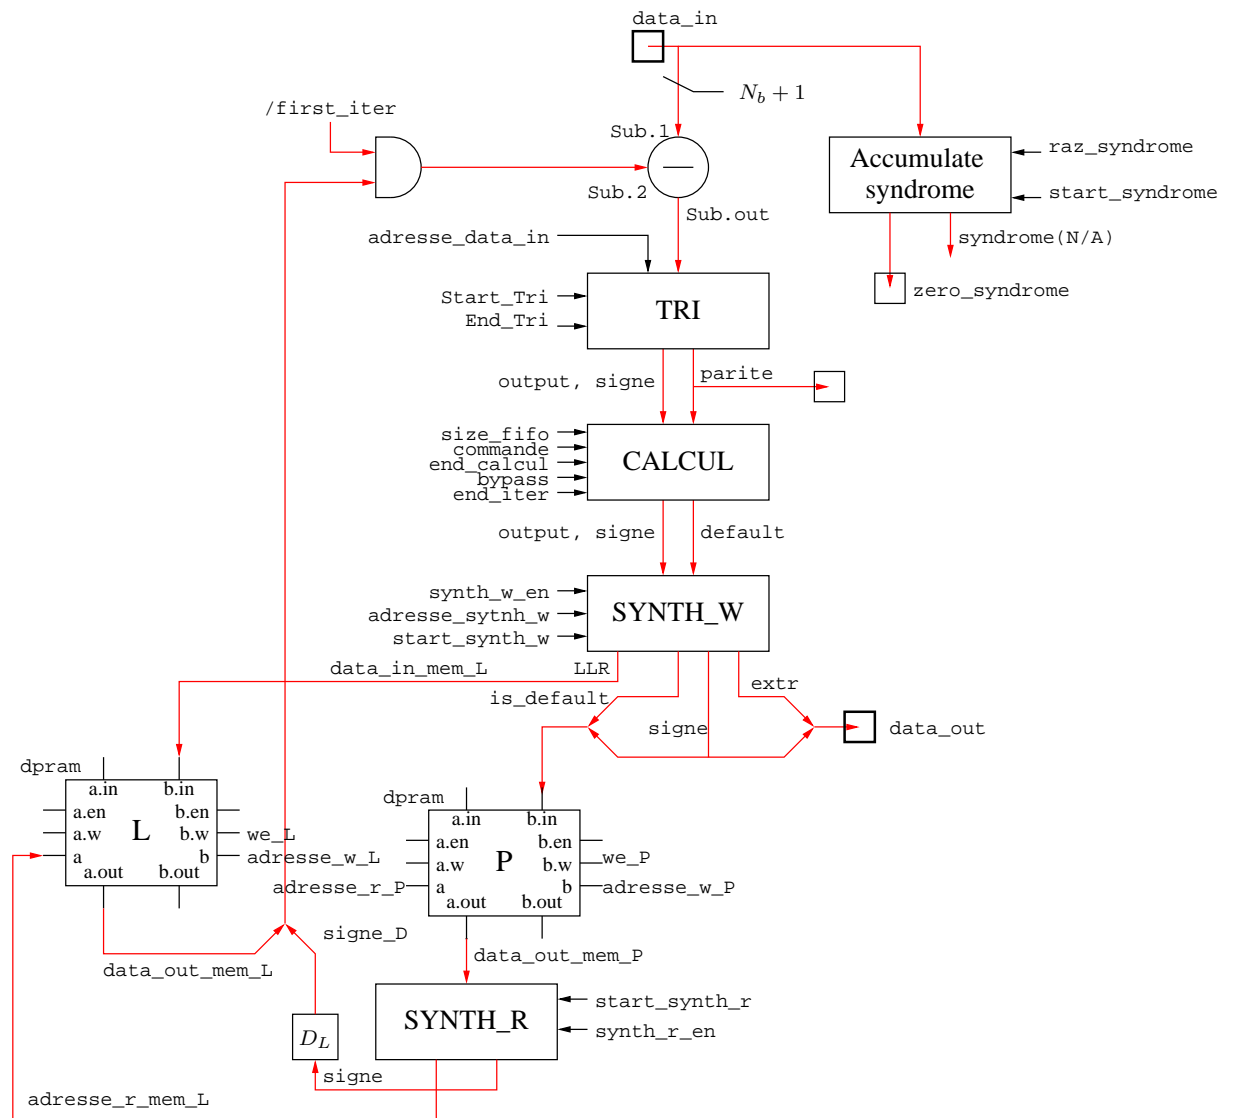 data_in
N_b + 1
/first_iter
Sub.1
Accumulate
syndrome
raz_syndrome
start_syndrome
Sub.2
Sub.out
adresse_data_in
syndrome(N/A)
zero_syndrome
Start_Tri
End_Tri
TRI
output, signe
parite
size_fifo
commande
end_calcul
bypass
end_iter
CALCUL
output, signe
default
synth_w_en
adresse_sytnh_w
start_synth_w
SYNTH_W
data_in_mem_L
LLR
is_default
extr
signe
data_out
dpram
a.in
b.in
a.en
b.en
a.w
L
b.w
we_L
a
b
adresse_w_L
a.out
b.out
dpram
a.in
b.in
a.en
b.en
a.w
P
b.w
we_P
adresse_r_P
a
b
adresse_w_P
a.out
b.out
signe_D
data_out_mem_L
data_out_mem_P
SYNTH_R
start_synth_r
synth_r_en
D_L
signe
adresse_r_mem_L